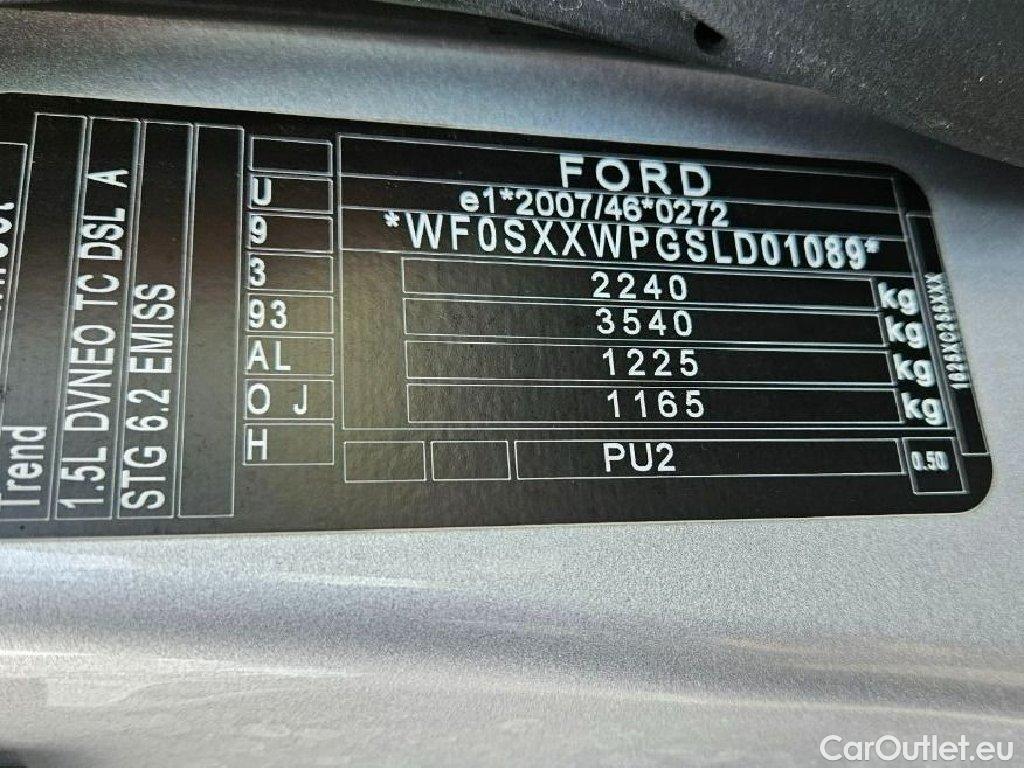 FORD
e1*2007/46*0272
*WF0SXXWPGSLD01089*
2240 kg
3540 kg
1225 kg
1165 kg
PU2
0.50
U
9
3
93
AL
O J
H
Trend
1.5L DVNEO TC DSL A
STG 6.2 EMISS
CarOutlet.eu